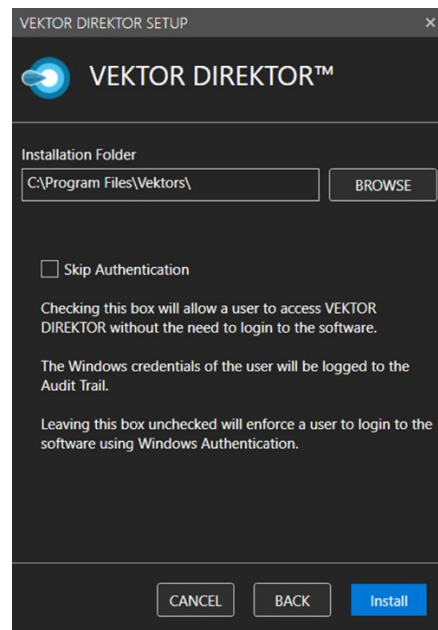 VEKTOR DIREKTOR SETUP
VEKTOR DIREKTOR™
Installation Folder
C:\Program Files\Vektors\
BROWSE
Skip Authentication
Checking this box will allow a user to access VEKTOR
DIREKTOR without the need to login to the software.
The Windows credentials of the user will be logged to the
Audit Trail.
Leaving this box unchecked will enforce a user to login to the
software using Windows Authentication.
CANCEL
BACK
Install